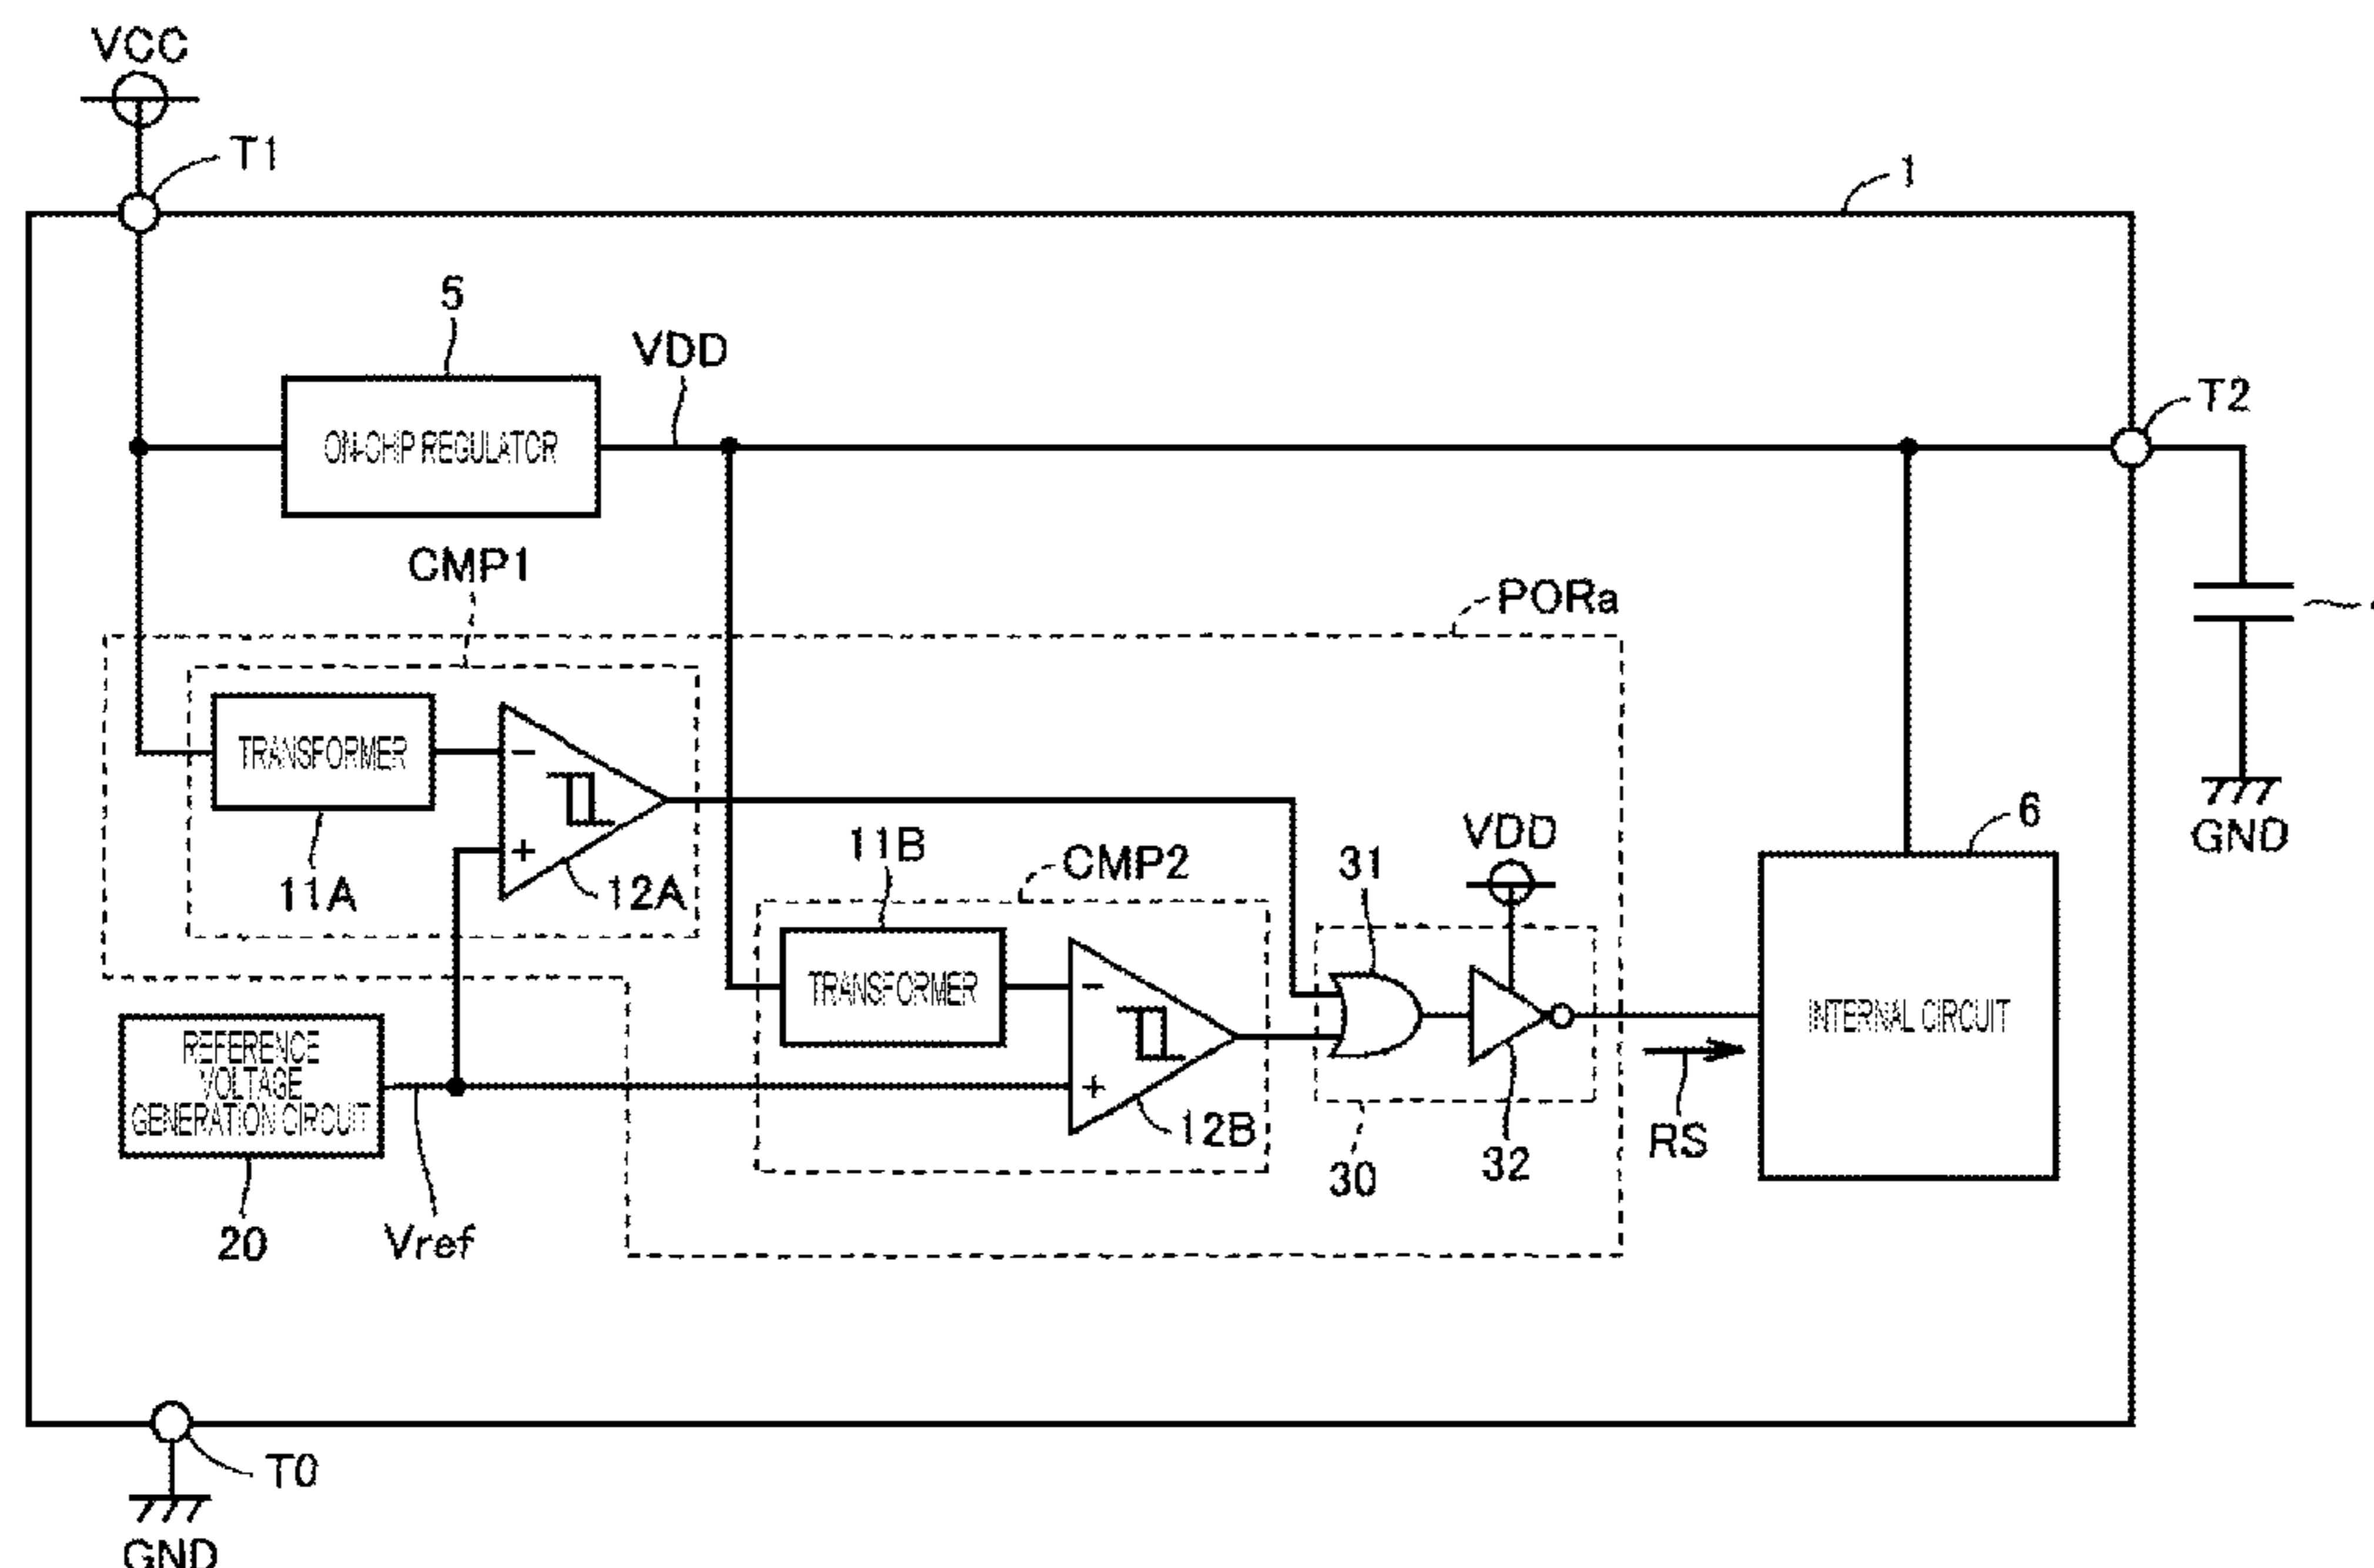 VCC
T1
1
5
VDD
T2
ON-CHIP REGULATOR
CMP1
PORa
TRANSFORMER
11A
12A
11B
CMP2
31
VDD
6
GND
TRANSFORMER
INTERNAL CIRCUIT
REFERENCE
VOLTAGE
GENERATION CIRCUIT
12B
30
32
RS
20
Vref
T0
GND